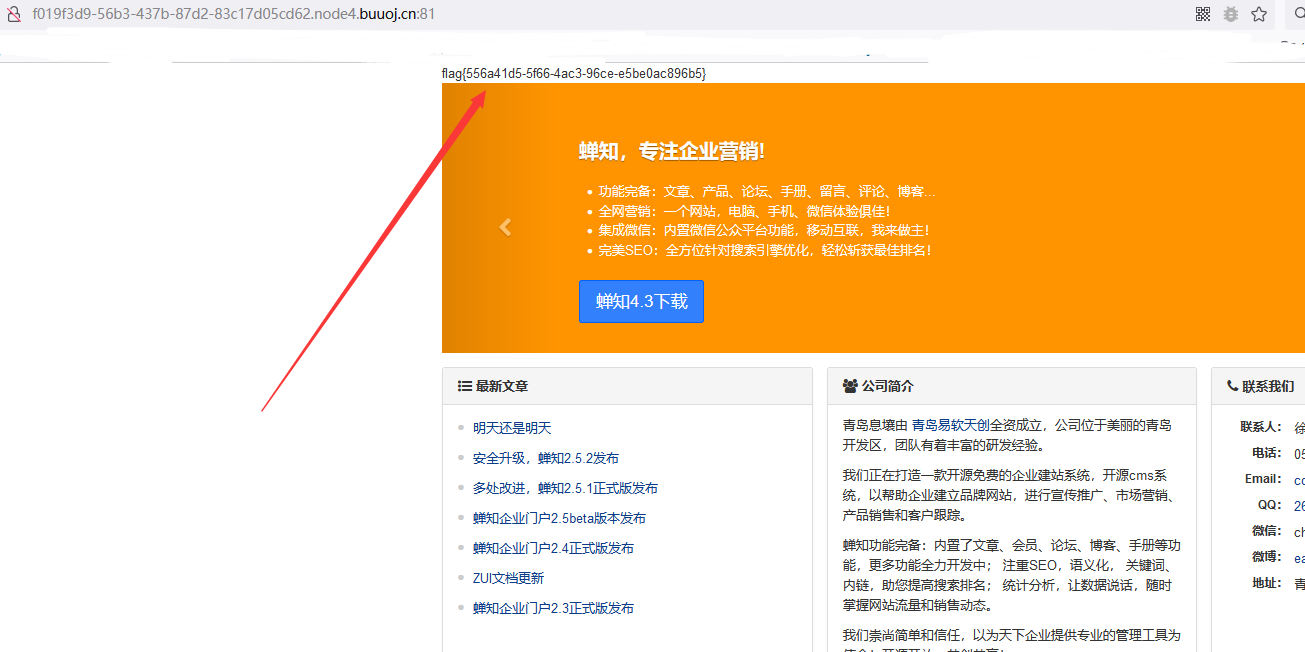 f019f3d9-56b3-437b-87d2-83c17d05cd62.node4.buuoj.cn:81
flag{556a41d5-5f66-4ac3-96ce-e5be0ac896b5}
蝉知，专注企业营销!
功能完备：文章、产品、论坛、手册、留言、评论、博客...
全网营销：一个网站，电脑、手机、微信体验俱佳！
集成微信：内置微信公众平台功能，移动互联，我来做主！
完美SEO：全方位针对搜索引擎优化，轻松斩获最佳排名！
蝉知4.3下载
最新文章
明天还是明天
安全升级，蝉知2.5.2发布
多处改进，蝉知2.5.1正式版发布
蝉知企业门户2.5beta版本发布
蝉知企业门户2.4正式版发布
ZUI文档更新
蝉知企业门户2.3正式版发布
公司简介
青岛息壤由 青岛易软天创全资成立，公司位于美丽的青岛
开发区，团队有着丰富的研发经验。
我们正在打造一款开源免费的企业建站系统，开源cms系
统，以帮助企业建立品牌网站，进行宣传推广、市场营销、
产品销售和客户跟踪。
蝉知功能完备：内置了文章、会员、论坛、博客、手册等功
能，更多功能全力开发中； 注重SEO，语义化， 关键词、
内链，助您提高搜索排名； 统计分析，让数据说话，随时
掌握网站流量和销售动态。
我们崇尚简单和信任，以为天下企业提供专业的管理工具为
联系我们
联系人： 徐
电话： 05
Email： co
QQ： 26
微信： ch
微博： ea
地址： 青